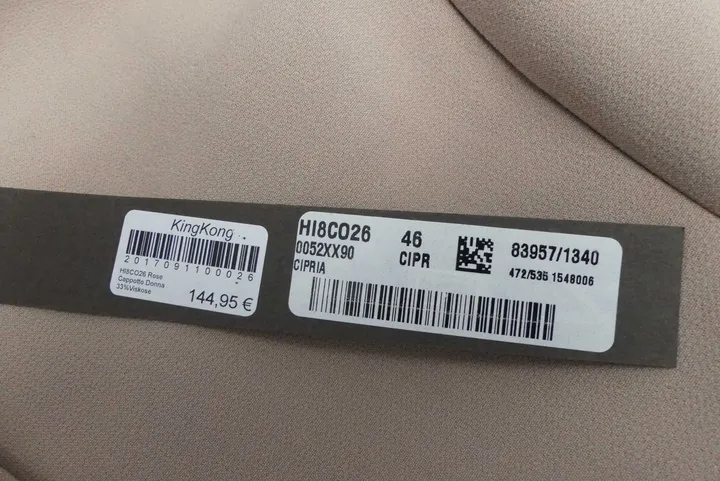 KingKong
2017091100026
HI8CO26 Rose
Cappotto Donna
33%Viskose
144,95 €
HI8CO26
0052XX90
CIPRIA
46
CIPR
83957/1340
472/535 1548006